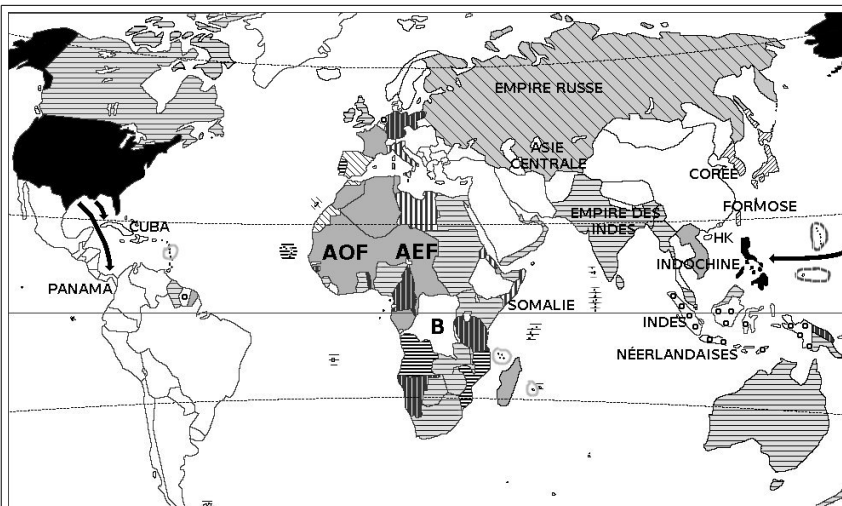 EMPIRE RUSSE
ASIE
CENTRALE
CORÉE
FORMOSE
CUBA
EMPIRE DES
INDES
HK
AOF AEF
INDOCHINE
PANAMA
SOMALIE
B
INDES
NÉERLANDAISES